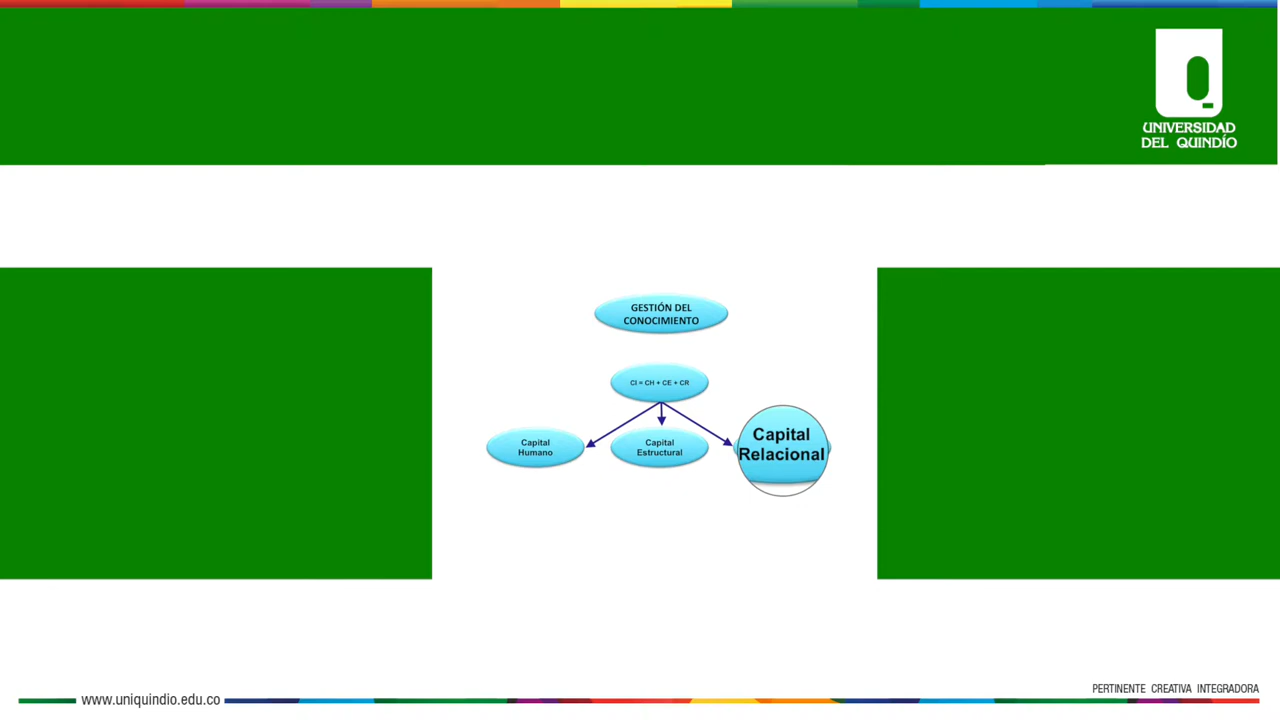 UNIVERSIDAD
DEL QUINDÍO
GESTIÓN DEL
CONOCIMIENTO
CI = CH + CE + CR
Capital
Humano
Capital
Estructural
Capital
Relacional
PERTINENTE CREATIVA INTEGRADORA
www.uniquindio.edu.co